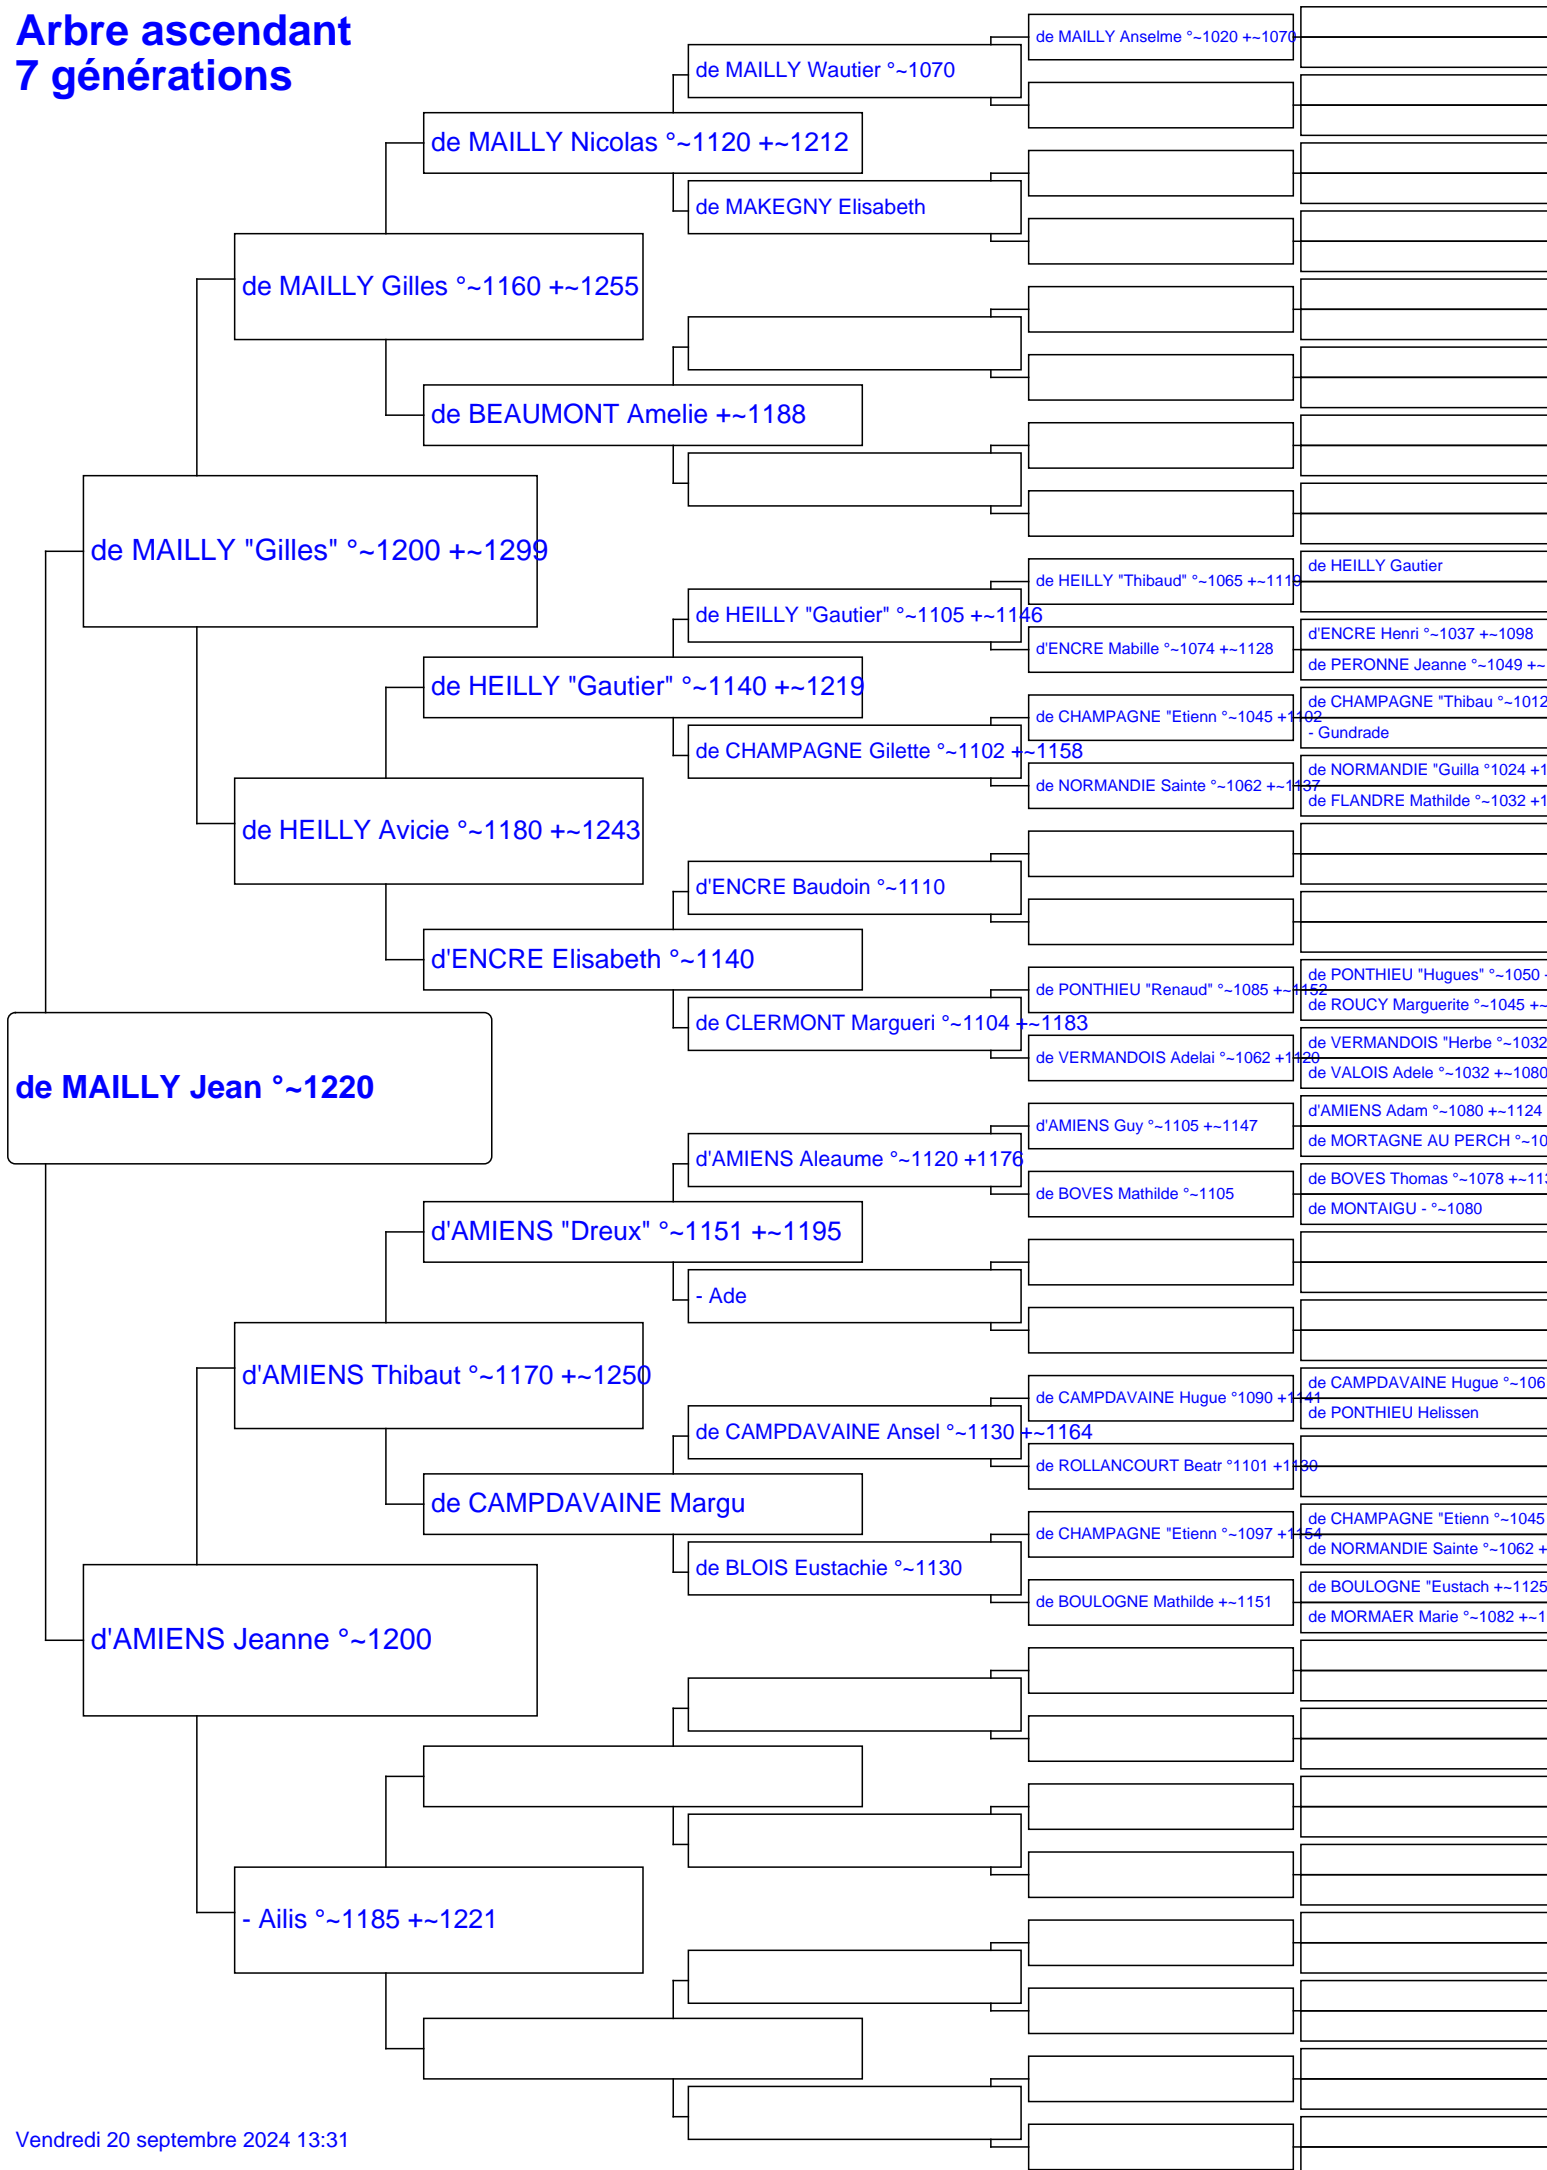 Arbre ascendant
7 générations
de MAILLY Anselme °~1020 +~1070
de MAILLY Wautier °~1070
de MAILLY Nicolas °~1120 +~1212
de MAKEGNY Elisabeth
de MAILLY Gilles °~1160 +~1255
de BEAUMONT Amelie +~1188
de MAILLY "Gilles" °~1200 +~1299
de HEILLY Gautier
de HEILLY "Thibaud" °~1065 +~1119
de HEILLY "Gautier" °~1105 +~1146
d'ENCRE Henri °~1037 +~1098
d'ENCRE Mabille °~1074 +~1128
de PERONNE Jeanne °~1049 +~
de HEILLY "Gautier" °~1140 +~1219
de CHAMPAGNE "Thibau °~1012
de CHAMPAGNE "Etienn °~1045 +1102
- Gundrade
de CHAMPAGNE Gilette °~1102 +~1158
de NORMANDIE "Guilla °1024 +1
de NORMANDIE Sainte °~1062 +~1137
de FLANDRE Mathilde °~1032 +1
de HEILLY Avicie °~1180 +~1243
d'ENCRE Baudoin °~1110
d'ENCRE Elisabeth °~1140
de PONTHIEU "Hugues" °~1050 +
de PONTHIEU "Renaud" °~1085 +~1152
de ROUCY Marguerite °~1045 +~
de CLERMONT Margueri °~1104 +~1183
de VERMANDOIS "Herbe °~1032
de VERMANDOIS Adelai °~1062 +1120
de VALOIS Adele °~1032 +~1080
de MAILLY Jean °~1220
d'AMIENS Adam °~1080 +~1124
d'AMIENS Guy °~1105 +~1147
de MORTAGNE AU PERCH °~10
d'AMIENS Aleaume °~1120 +1176
de BOVES Thomas °~1078 +~113
de BOVES Mathilde °~1105
de MONTAIGU - °~1080
d'AMIENS "Dreux" °~1151 +~1195
- Ade
d'AMIENS Thibaut °~1170 +~1250
de CAMPDAVAINE Hugue °~106
de CAMPDAVAINE Hugue °1090 +1141
de PONTHIEU Helissen
de CAMPDAVAINE Ansel °~1130 +~1164
de ROLLANCOURT Beatr °1101 +1130
de CAMPDAVAINE Margu
de CHAMPAGNE "Etienn °~1045
de CHAMPAGNE "Etienn °~1097 +1154
de NORMANDIE Sainte °~1062 +
de BLOIS Eustachie °~1130
de BOULOGNE "Eustach +~1125
de BOULOGNE Mathilde +~1151
de MORMAER Marie °~1082 +~1
d'AMIENS Jeanne °~1200
- Ailis °~1185 +~1221
Vendredi 20 septembre 2024 13:31